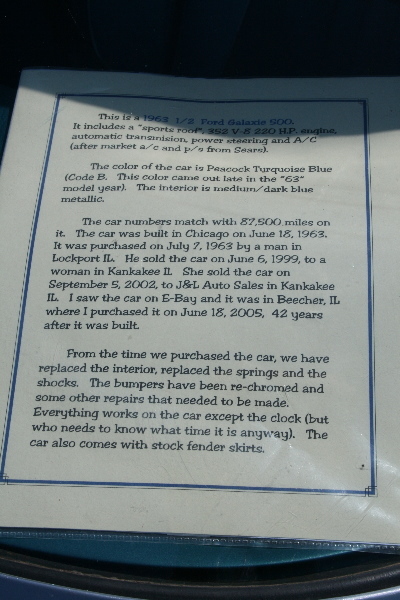 This is a 1963 1/2 Ford Galaxie 500.
It includes a "sports roof", 352 V-8 220 H.P. engine,
automatic transmision, power steering and A/C
(after market a/c and p/s from Sears).
The color of the car is Peacock Turquoise Blue
(Code B. This color came out late in the "63"
model year). The interior is medium/dark blue
metallic.
The car numbers match with 87,500 miles on
it. The car was built in Chicago on June 18, 1963.
It was purchased on July 7, 1963 by a man in
Lockport IL. He sold the car on June 6, 1999, to a
woman in Kankakee Il. She sold the car on
September 5, 2002, to J&L Auto Sales in Kankakee
IL. I saw the car on E-Bay and it was in Beecher, IL
where I purchased it on June 18, 2005, 42 years
after it was built.
From the time we purchased the car, we have
replaced the interior, replaced the springs and the
shocks. The bumpers have been re-chromed and
some other repairs that needed to be made.
Everything works on the car except the clock (but
who needs to know what time it is anyway). The
car also comes with stock fender skirts.